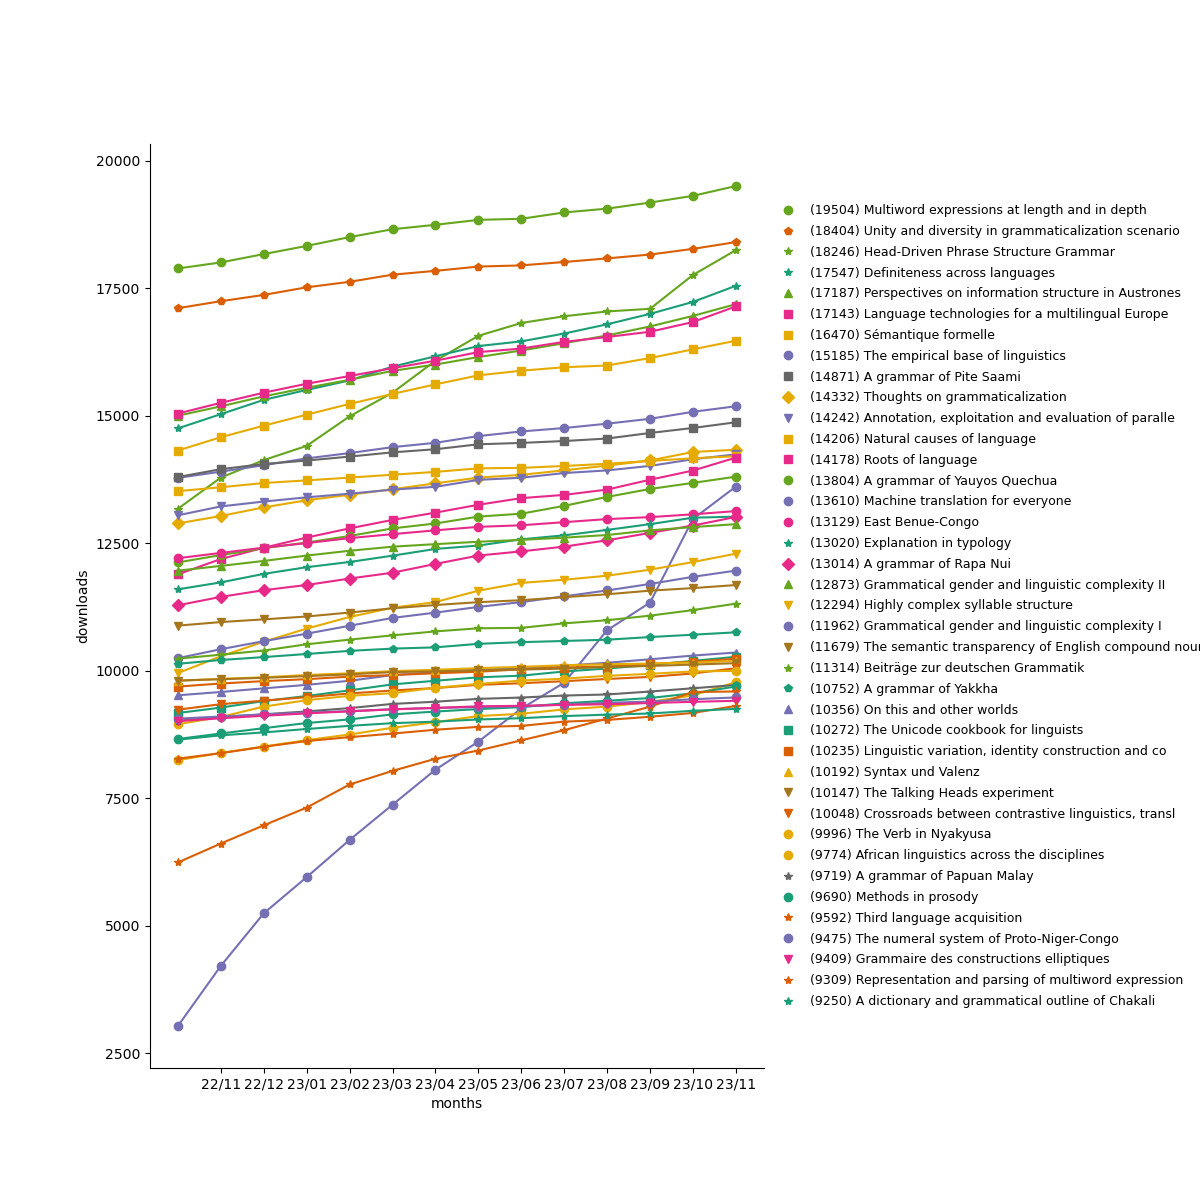 20000
17500
15000
12500
10000
7500
5000
2500
downloads
22/11 22/12 23/01 23/02 23/03 23/04 23/05 23/06 23/07 23/08 23/09 23/10 23/11
months
(19504) Multiword expressions at length and in depth
(18404) Unity and diversity in grammaticalization scenario
(18246) Head-Driven Phrase Structure Grammar
(17547) Definiteness across languages
(17187) Perspectives on information structure in Austrones
(17143) Language technologies for a multilingual Europe
(16470) Sémantique formelle
(15185) The empirical base of linguistics
(14871) A grammar of Pite Saami
(14332) Thoughts on grammaticalization
(14242) Annotation, exploitation and evaluation of paralle
(14206) Natural causes of language
(14178) Roots of language
(13804) A grammar of Yauyos Quechua
(13610) Machine translation for everyone
(13129) East Benue-Congo
(13020) Explanation in typology
(13014) A grammar of Rapa Nui
(12873) Grammatical gender and linguistic complexity II
(12294) Highly complex syllable structure
(11962) Grammatical gender and linguistic complexity I
(11679) The semantic transparency of English compound nour
(11314) Beiträge zur deutschen Grammatik
(10752) A grammar of Yakkha
(10356) On this and other worlds
(10272) The Unicode cookbook for linguists
(10235) Linguistic variation, identity construction and co
(10192) Syntax und Valenz
(10147) The Talking Heads experiment
(10048) Crossroads between contrastive linguistics, transl
(9996) The Verb in Nyakyusa
(9774) African linguistics across the disciplines
(9719) A grammar of Papuan Malay
(9690) Methods in prosody
(9592) Third language acquisition
(9475) The numeral system of Proto-Niger-Congo
(9409) Grammaire des constructions elliptiques
(9309) Representation and parsing of multiword expression
(9250) A dictionary and grammatical outline of Chakali